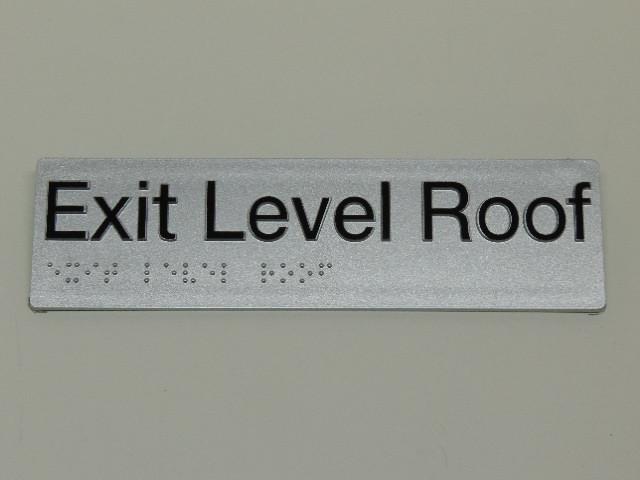 Exit Level Roof
⠑⠭⠊⠞ ⠇⠑⠧⠑⠇ ⠗⠕⠕⠋